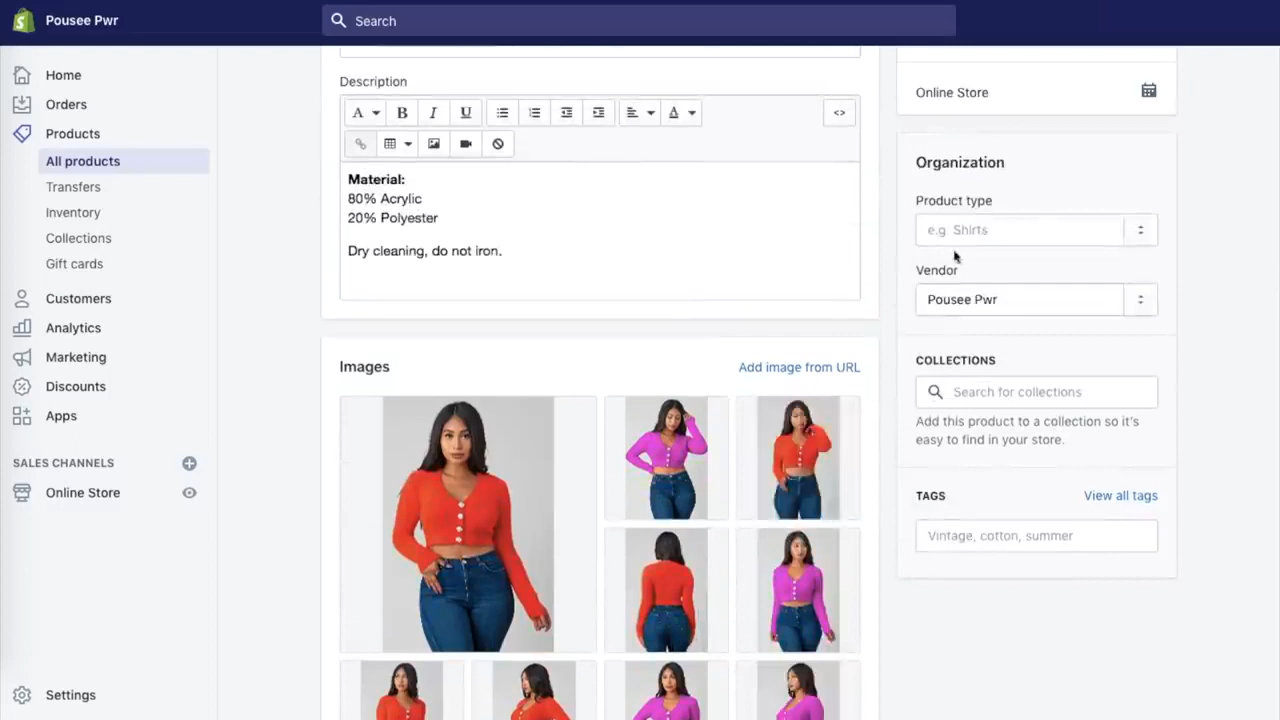 Pousee Pwr
Search
Home
Orders
Products
All products
Transfers
Inventory
Collections
Gift cards
Customers
Analytics
Marketing
Discounts
Apps
SALES CHANNELS
Online Store
Settings
Description
A
B
I
U
A
<>
Material:
80% Acrylic
20% Polyester
Dry cleaning, do not iron.
Images
Add image from URL
Online Store
Organization
Product type
e.g. Shirts
Vendor
Pousee Pwr
COLLECTIONS
Search for collections
Add this product to a collection so it's
easy to find in your store.
TAGS
View all tags
Vintage, cotton, summer